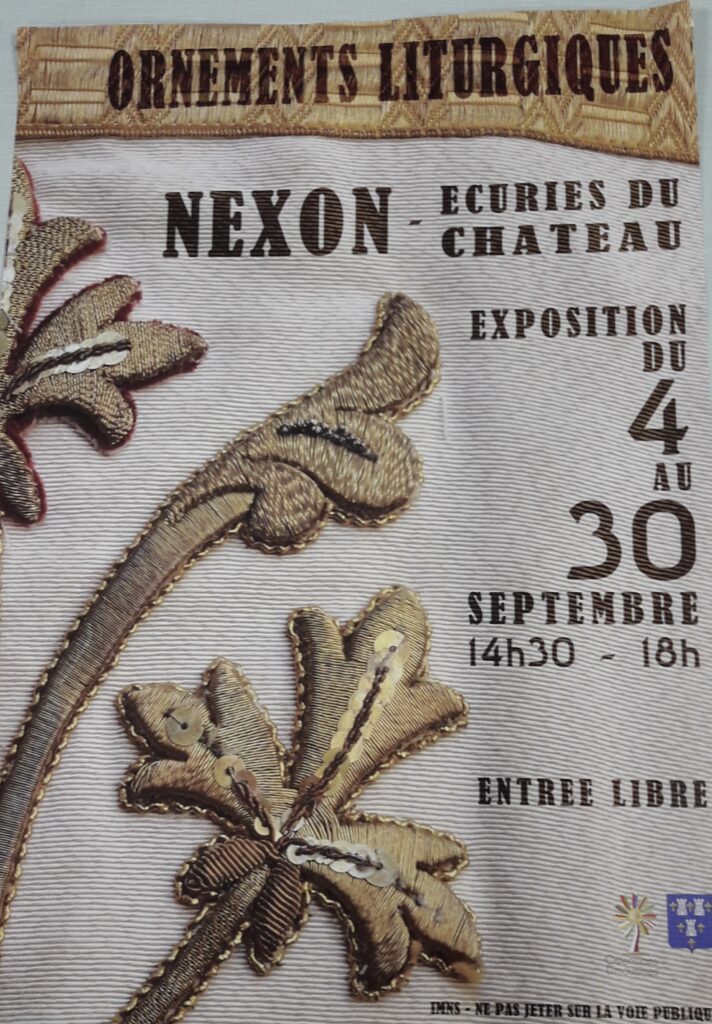 ORNEMENTS LITURGIQUES
NEXON - ECURIES DU
CHATEAU
EXPOSITION
DU
4
AU
30
SEPTEMBRE
14h30 - 18h
ENTREE LIBRE
IMNS - NE PAS JETER SUR LA VOIE PUBLIQU